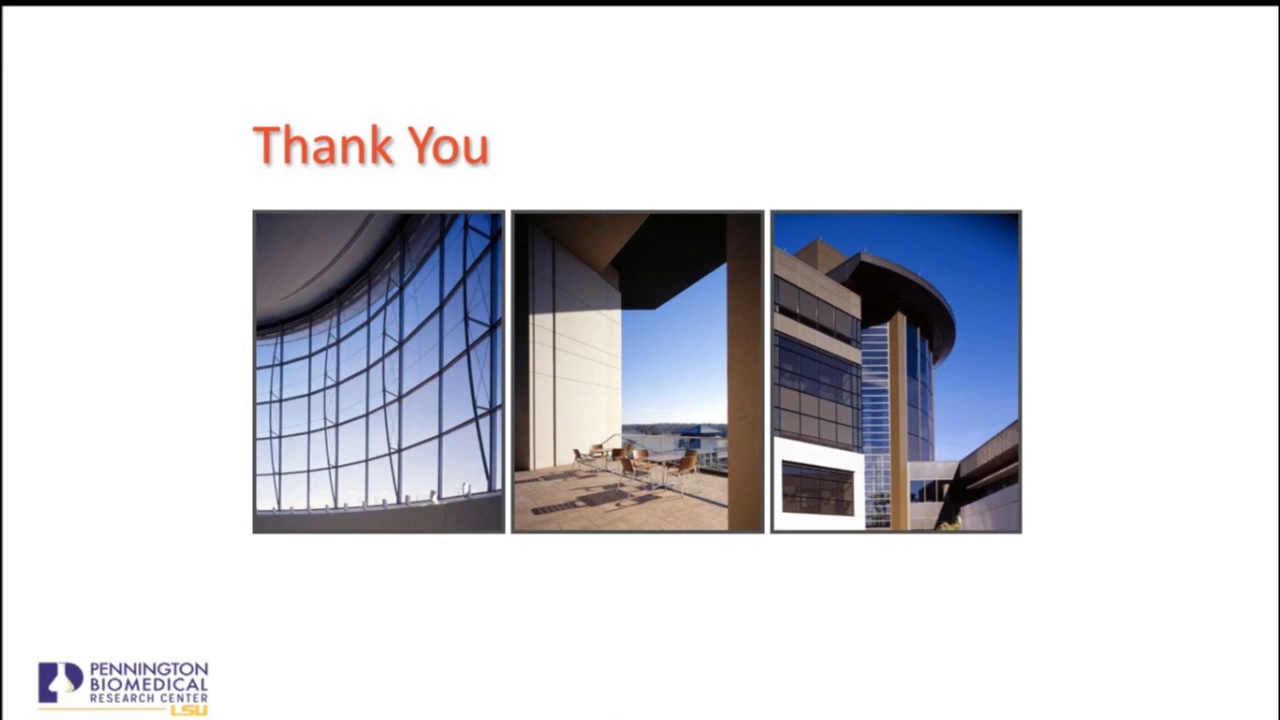 Thank You
PENNINGTON
BIOMEDICAL
RESEARCH CENTER
LSU